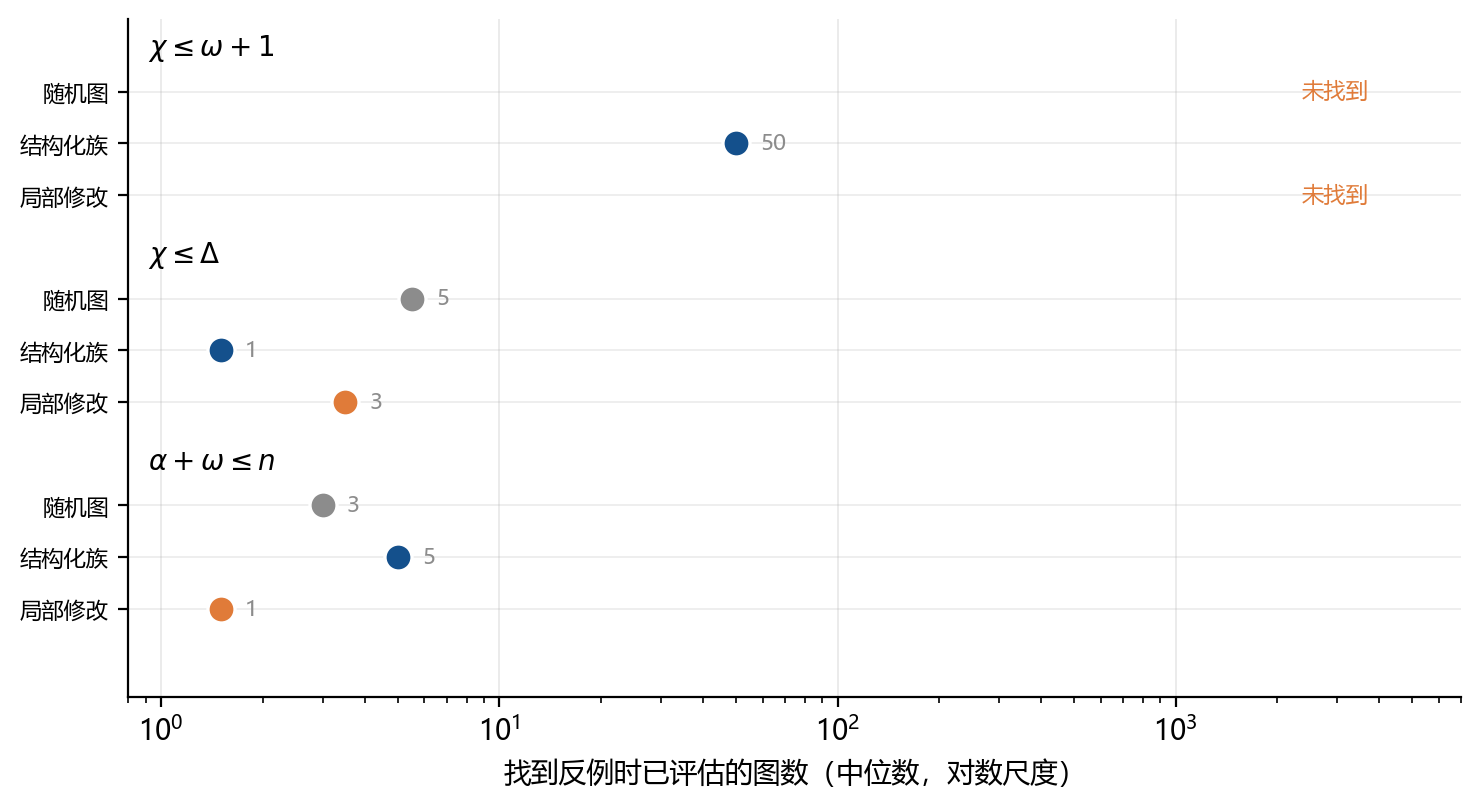 χ ≤ ω + 1
随机图 未找到
结构化族 50
局部修改 未找到
χ ≤ Δ
随机图 5
结构化族 1
局部修改 3
α + ω ≤ n
随机图 3
结构化族 5
局部修改 1
10⁰ 10¹ 10² 10³
找到反例时已评估的图数（中位数，对数尺度）